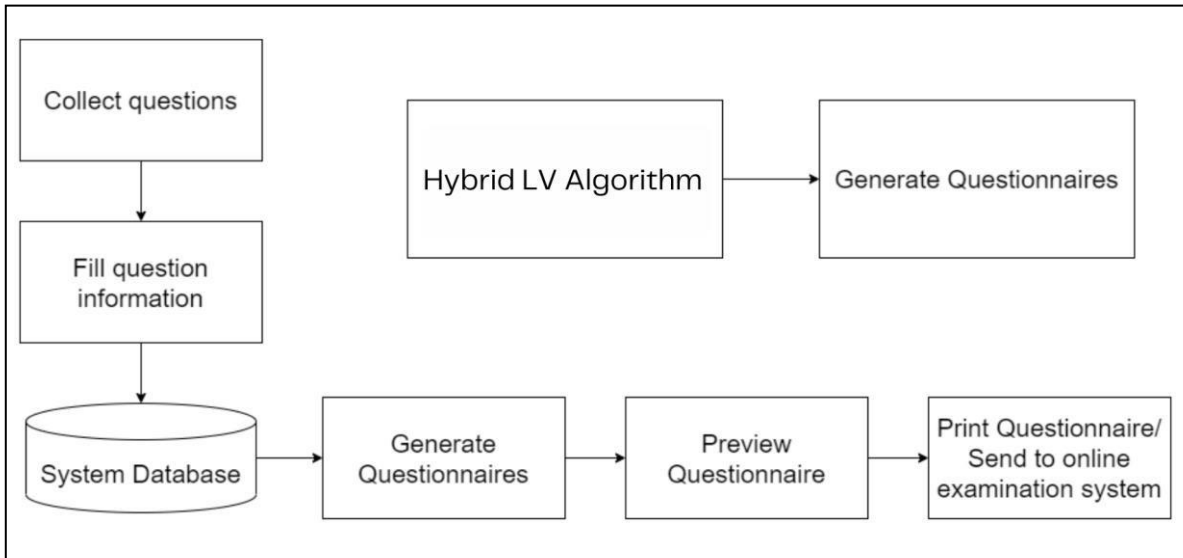 Collect questions
Hybrid LV Algorithm
Generate Questionnaires
Fill question
information
System Database
Generate
Questionnaires
Preview
Questionnaire
Print Questionnaire/
Send to online
examination system